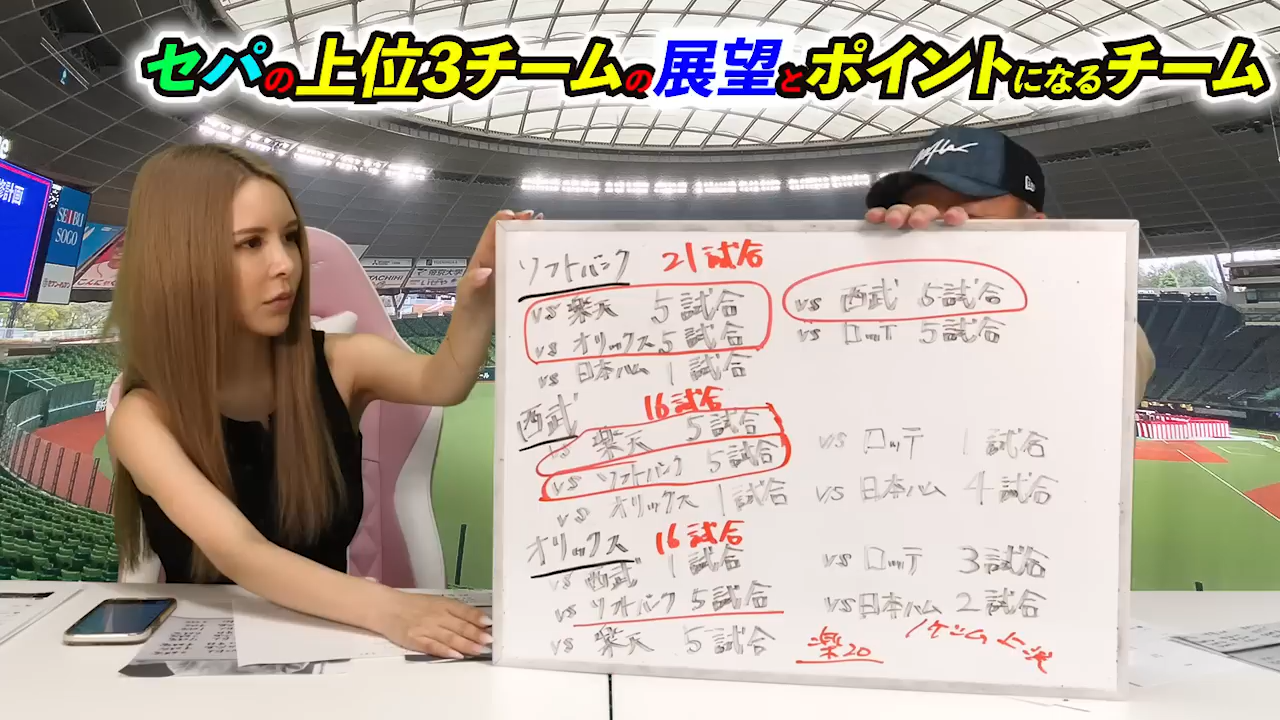 セパの上位3チームの展望とポイントになるチーム
SEIBU
SOGO
ソフトバンク 21試合
vs 楽天 5試合
vs 西武 5試合
vs オリックス 5試合
vs ロッテ 5試合
vs 日本ハム 1試合
西武 16試合
vs 楽天 5試合
vs ロッテ 1試合
vs ソフトバンク 5試合
vs 日本ハム 4試合
vs オリックス 1試合
オリックス 16試合
vs 西武 1試合
vs ロッテ 3試合
vs ソフトバンク 5試合
vs 日本ハム 2試合
vs 楽天 5試合
楽20